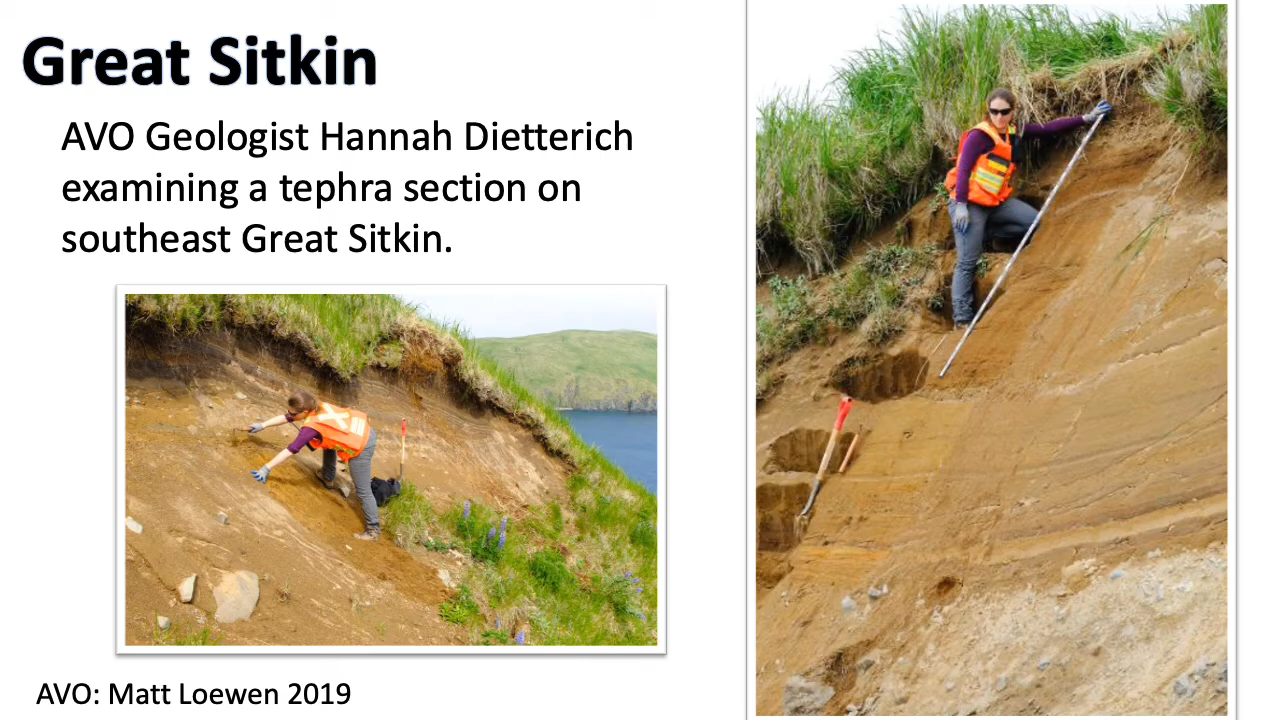 Great Sitkin
AVO Geologist Hannah Dietterich
examining a tephra section on
southeast Great Sitkin.
AVO: Matt Loewen 2019